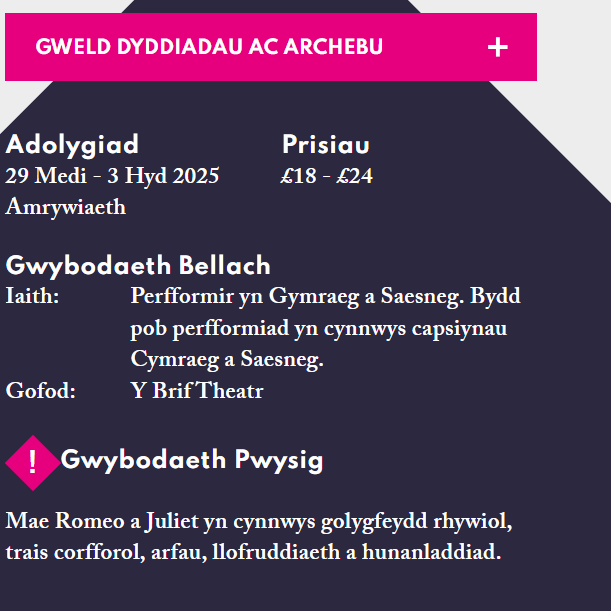 GWELD DYDDIADAU AC ARCHEBU +
Adolygiad
29 Medi - 3 Hyd 2025
Amrywiaeth
Prisiau
£18 - £24
Gwybodaeth Bellach
Iaith: Perfformir yn Gymraeg a Saesneg. Bydd
pob perfformiad yn cynnwys capsiynau
Cymraeg a Saesneg.
Gofod: Y Brif Theatr
! Gwybodaeth Pwysig
Mae Romeo a Juliet yn cynnwys golygfeydd rhywiol,
trais corfforol, arfau, llofruddiaeth a hunanladdiad.